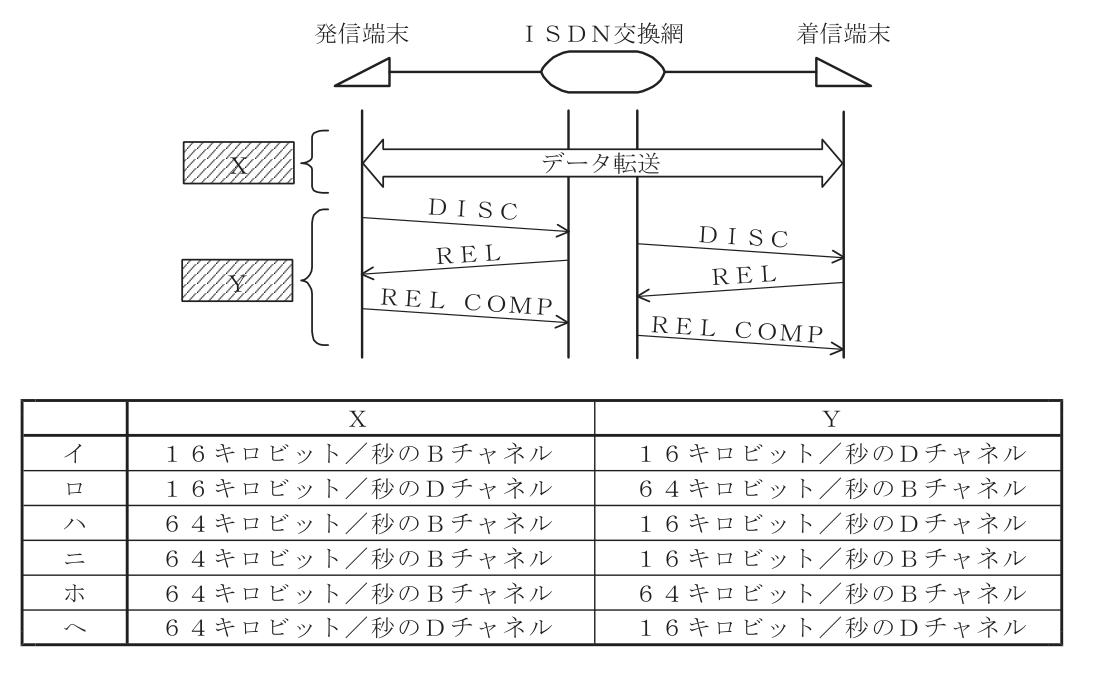 発信端末 ＩＳＤＮ交換網 着信端末
Ｘ データ転送
ＤＩＳＣ
ＤＩＳＣ
ＲＥＬ
ＲＥＬ
Ｙ
ＲＥＬ ＣＯＭＰ
ＲＥＬ ＣＯＭＰ
Ｘ Ｙ
イ １６キロビット／秒のＢチャネル １６キロビット／秒のＤチャネル
ロ １６キロビット／秒のＤチャネル ６４キロビット／秒のＢチャネル
ハ ６４キロビット／秒のＢチャネル １６キロビット／秒のＤチャネル
ニ ６４キロビット／秒のＢチャネル １６キロビット／秒のＢチャネル
ホ ６４キロビット／秒のＢチャネル ６４キロビット／秒のＢチャネル
ヘ ６４キロビット／秒のＤチャネル １６キロビット／秒のＤチャネル